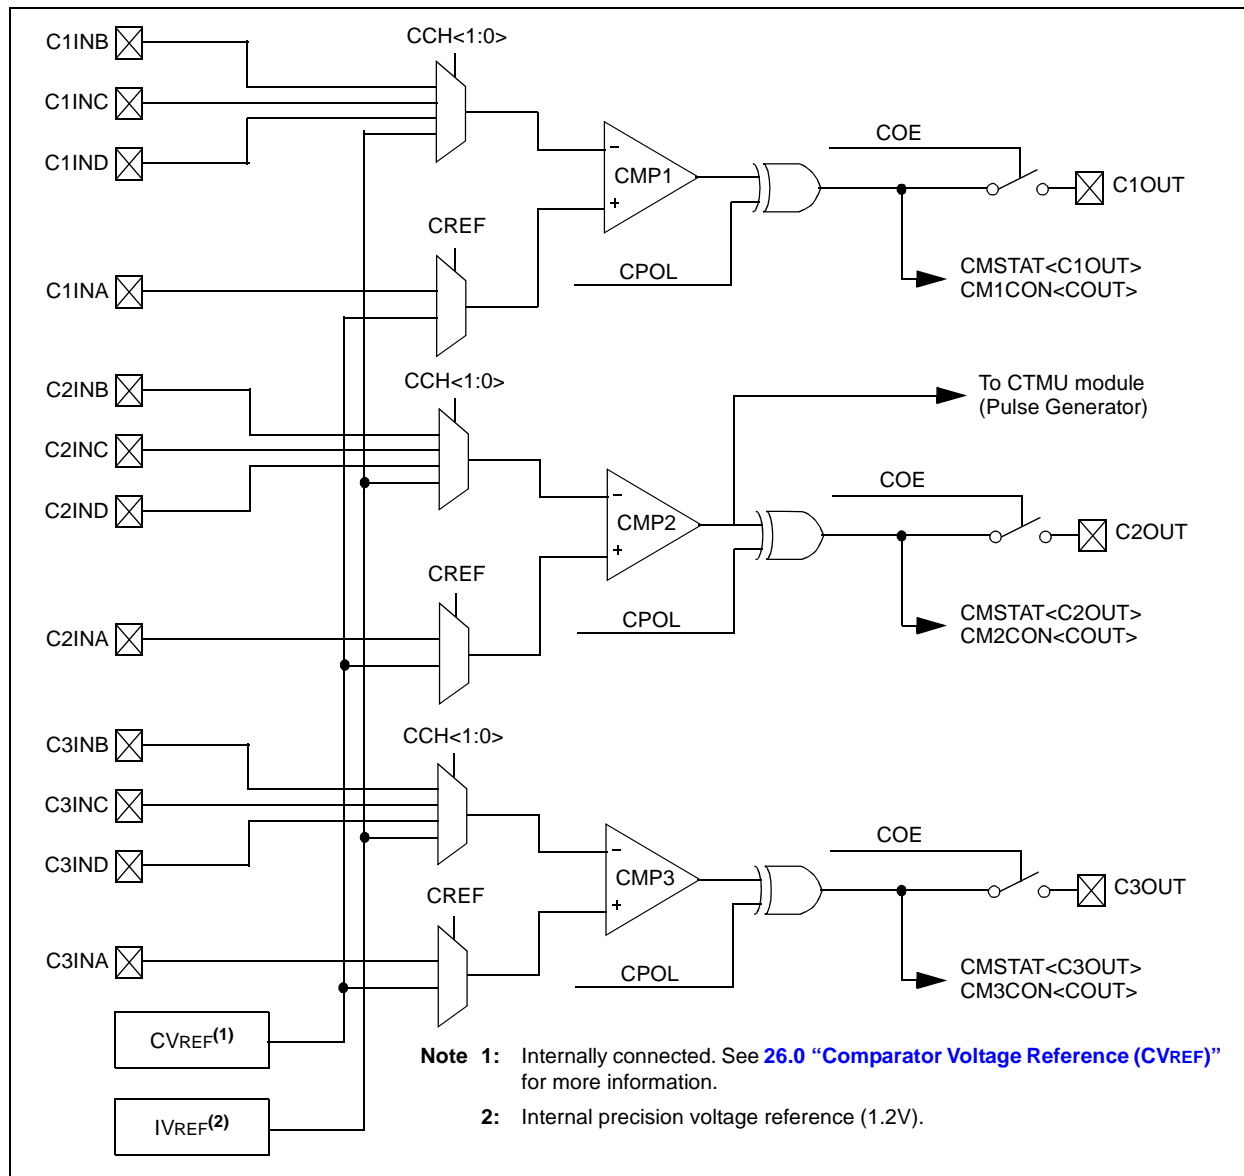 C1INB
CCH<1:0>
C1INC
C1IND
COE
−
CMP1
+
C1OUT
CREF
CPOL
C1INA
CMSTAT<C1OUT>
CM1CON<COUT>
C2INB
CCH<1:0>
To CTMU module
(Pulse Generator)
C2INC
C2IND
COE
−
CMP2
+
C2OUT
CREF
CPOL
C2INA
CMSTAT<C2OUT>
CM2CON<COUT>
C3INB
CCH<1:0>
C3INC
C3IND
COE
−
CMP3
+
C3OUT
CREF
CPOL
C3INA
CMSTAT<C3OUT>
CM3CON<COUT>
CVREF(1)
IVREF(2)
Note 1: Internally connected. See 26.0 “Comparator Voltage Reference (CVREF)”
for more information.
2: Internal precision voltage reference (1.2V).